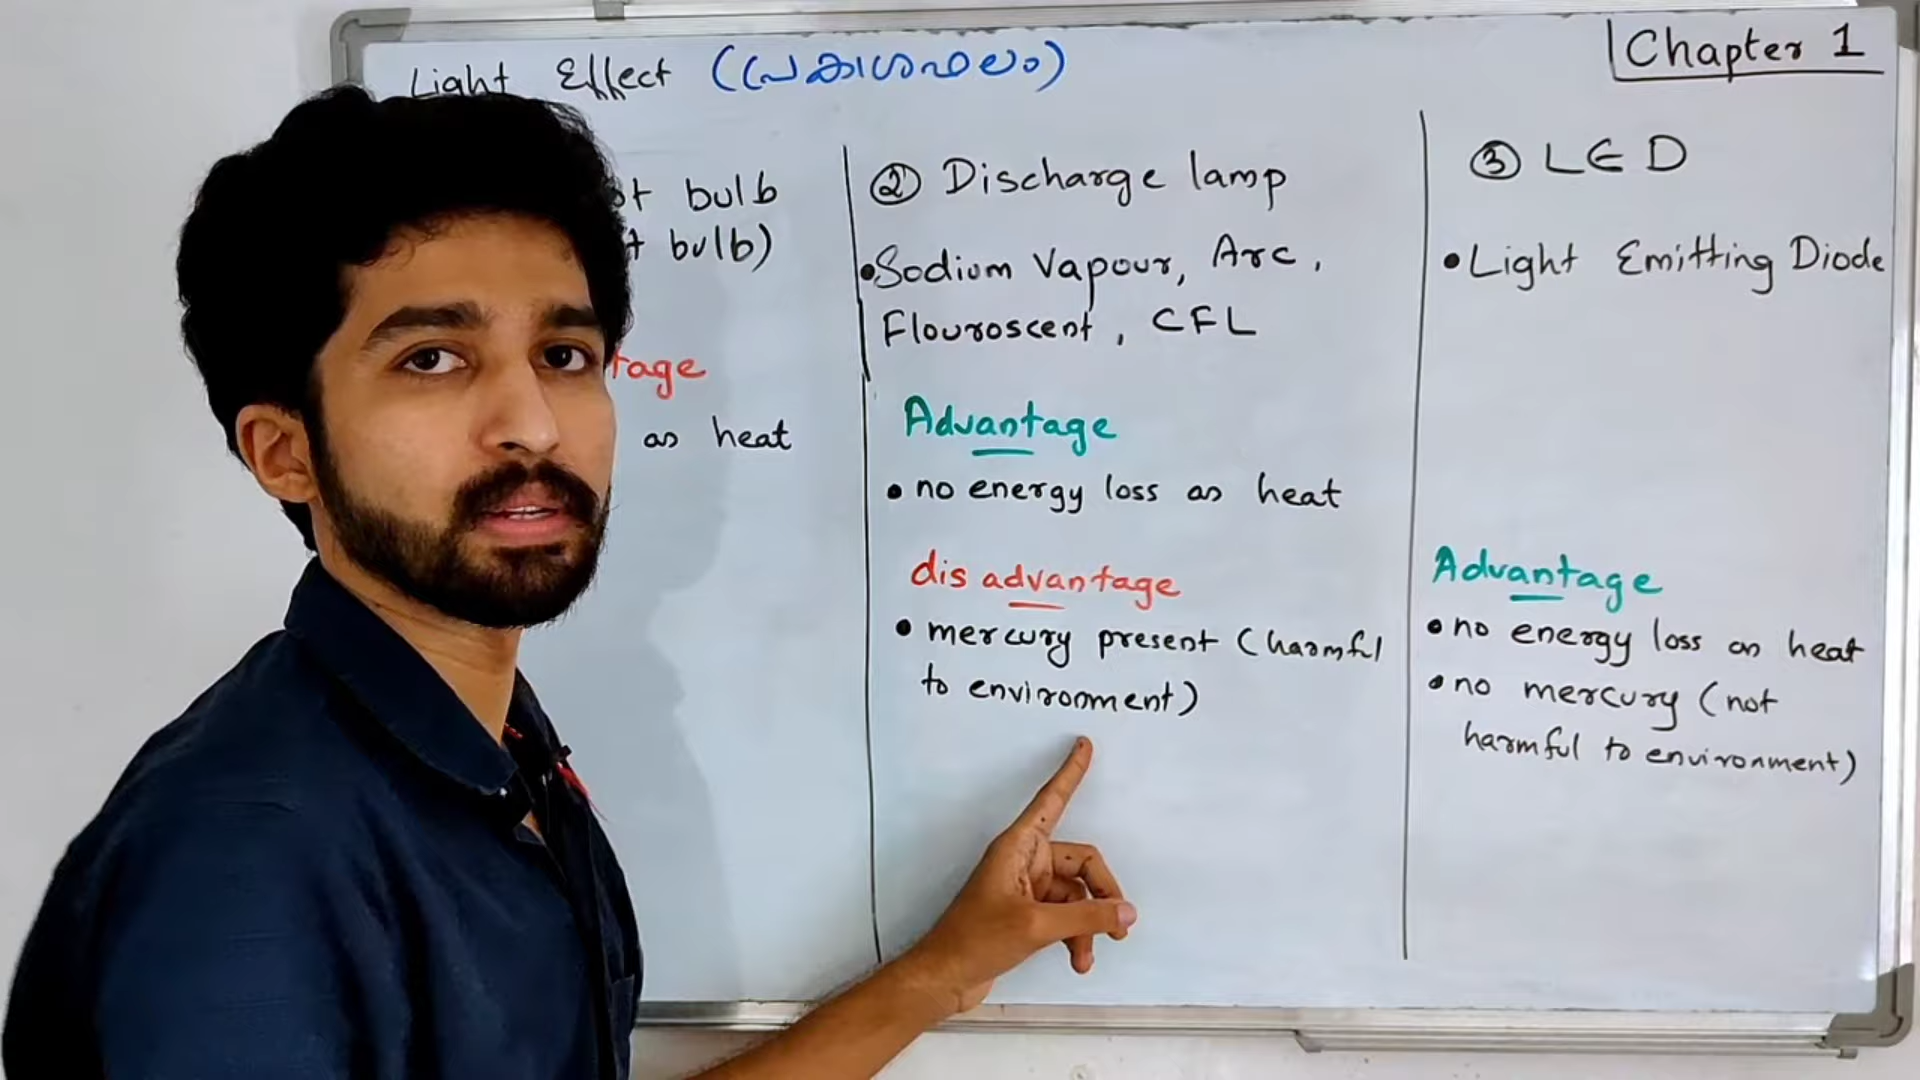 Light Effect (പ്രകാശഫലം)
Chapter 1
bulb
bulb)
as heat
② Discharge lamp
•Sodium Vapour, Arc,
Flouroscent, CFL
Advantage
• no energy loss as heat
dis advantage
• mercury present (harmful
to environment)
③ LED
•Light Emitting Diode
Advantage
•no energy loss as heat
•no mercury (not
harmful to environment)